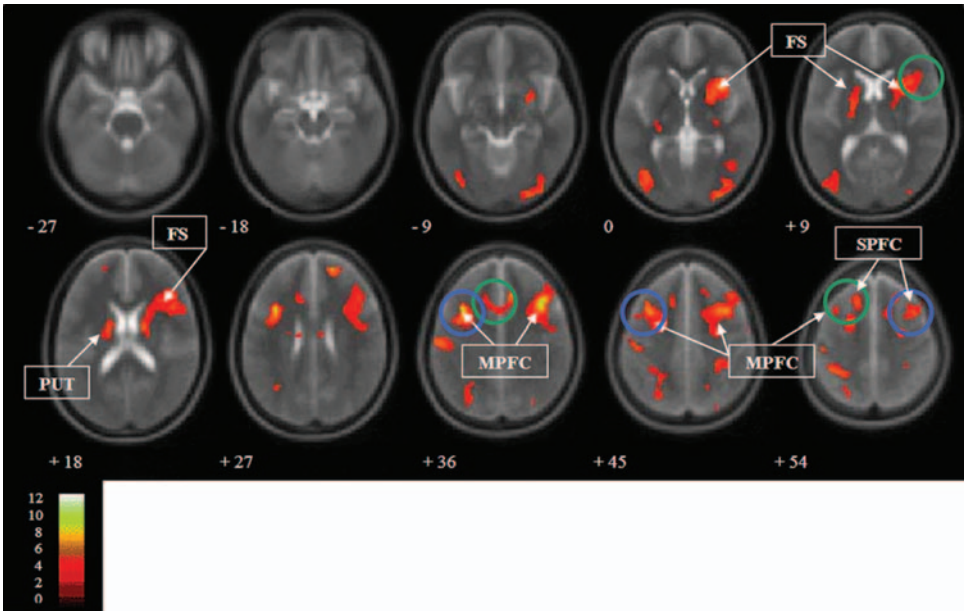 FS
- 27
- 18
- 9
0
+ 9
FS
SPFC
PUT
MPFC
MPFC
+ 18
+ 27
+ 36
+ 45
+ 54
12
10
8
6
4
2
0